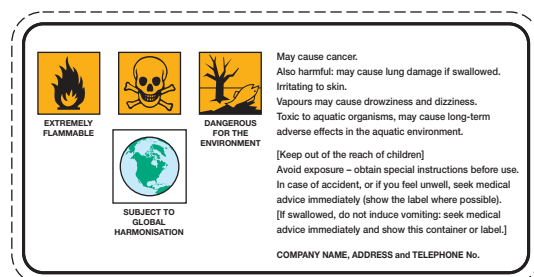 EXTREMELY
FLAMMABLE
DANGEROUS
FOR THE
ENVIRONMENT
SUBJECT TO
GLOBAL
HARMONISATION
May cause cancer.
Also harmful: may cause lung damage if swallowed.
Irritating to skin.
Vapours may cause drowziness and dizziness.
Toxic to aquatic organisms, may cause long-term
adverse effects in the aquatic environment.
[Keep out of the reach of children]
Avoid exposure – obtain special instructions before use.
In case of accident, or if you feel unwell, seek medical
advice immediately (show the label where possible).
[If swallowed, do not induce vomiting: seek medical
advice immediately and show this container or label.]
COMPANY NAME, ADDRESS and TELEPHONE No.